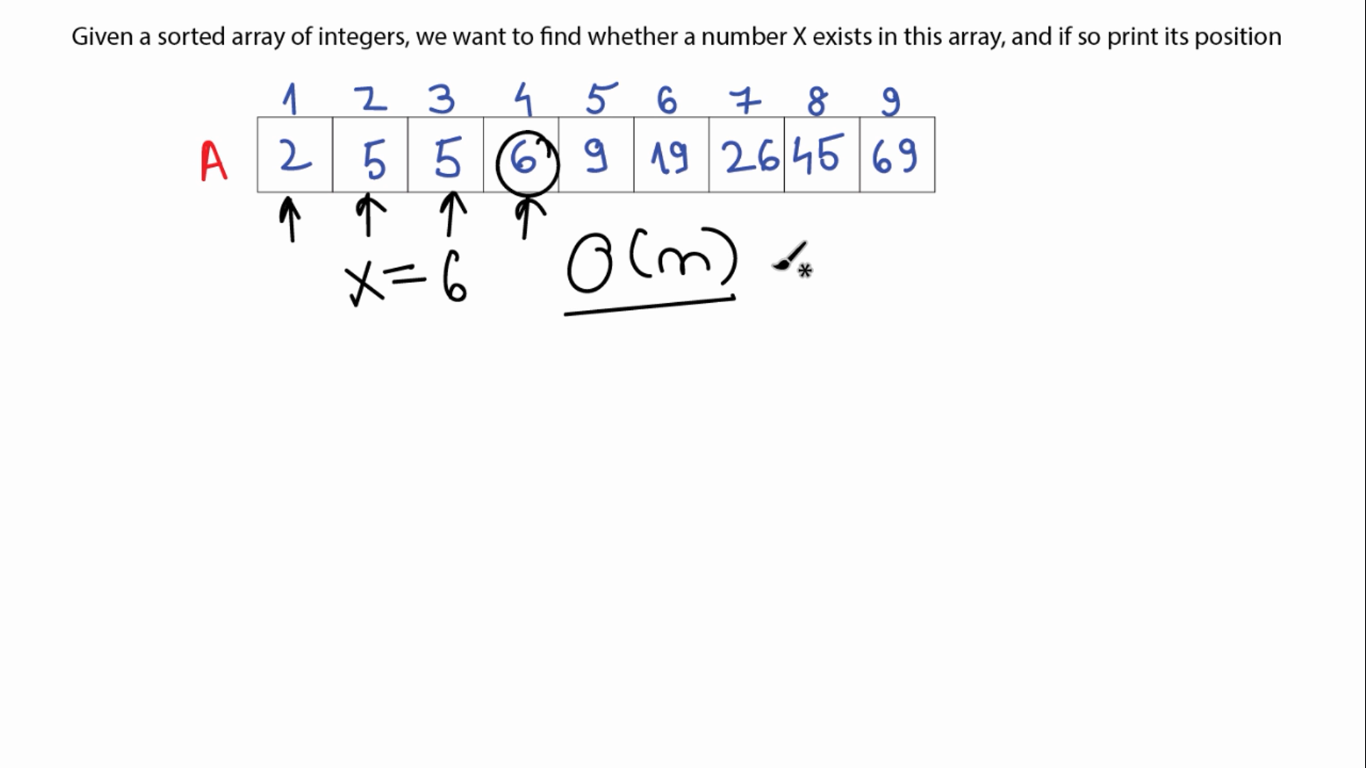 Given a sorted array of integers, we want to find whether a number X exists in this array, and if so print its position
1 2 3 4 5 6 7 8 9
A 2 5 5 6 9 19 26 45 69
x=6 O(n)